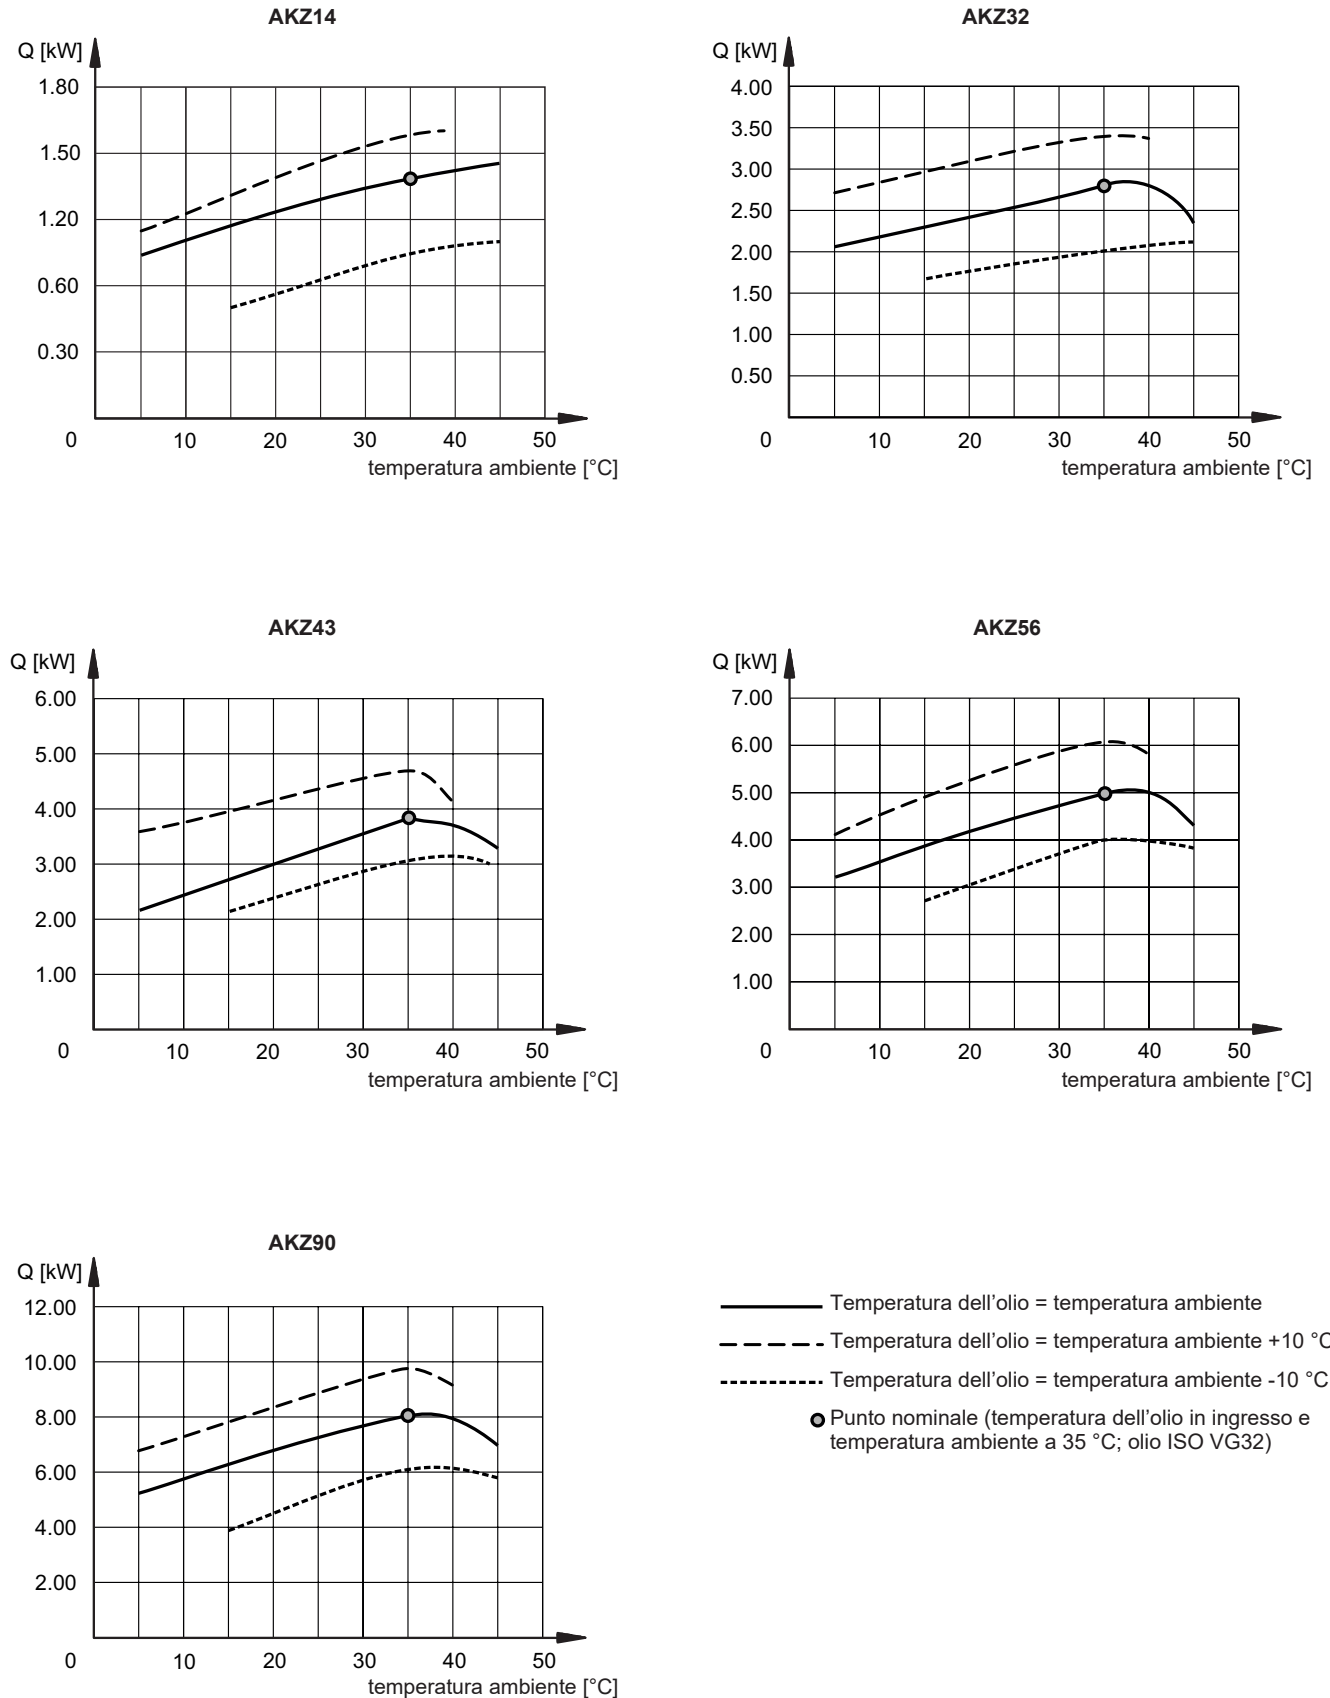 AKZ14
Q [kW]
1.80
1.50
1.20
0.60
0.30
0 10 20 30 40 50
temperatura ambiente [°C]
AKZ32
Q [kW]
4.00
3.50
3.00
2.50
2.00
1.50
1.00
0.50
0 10 20 30 40 50
temperatura ambiente [°C]
AKZ43
Q [kW]
6.00
5.00
4.00
3.00
2.00
1.00
0 10 20 30 40 50
temperatura ambiente [°C]
AKZ56
Q [kW]
7.00
6.00
5.00
4.00
3.00
2.00
1.00
0 10 20 30 40 50
temperatura ambiente [°C]
AKZ90
Q [kW]
12.00
10.00
8.00
6.00
4.00
2.00
0 10 20 30 40 50
temperatura ambiente [°C]
Temperatura dell'olio = temperatura ambiente
Temperatura dell'olio = temperatura ambiente +10 °C
Temperatura dell'olio = temperatura ambiente -10 °C
Punto nominale (temperatura dell'olio in ingresso e
temperatura ambiente a 35 °C; olio ISO VG32)